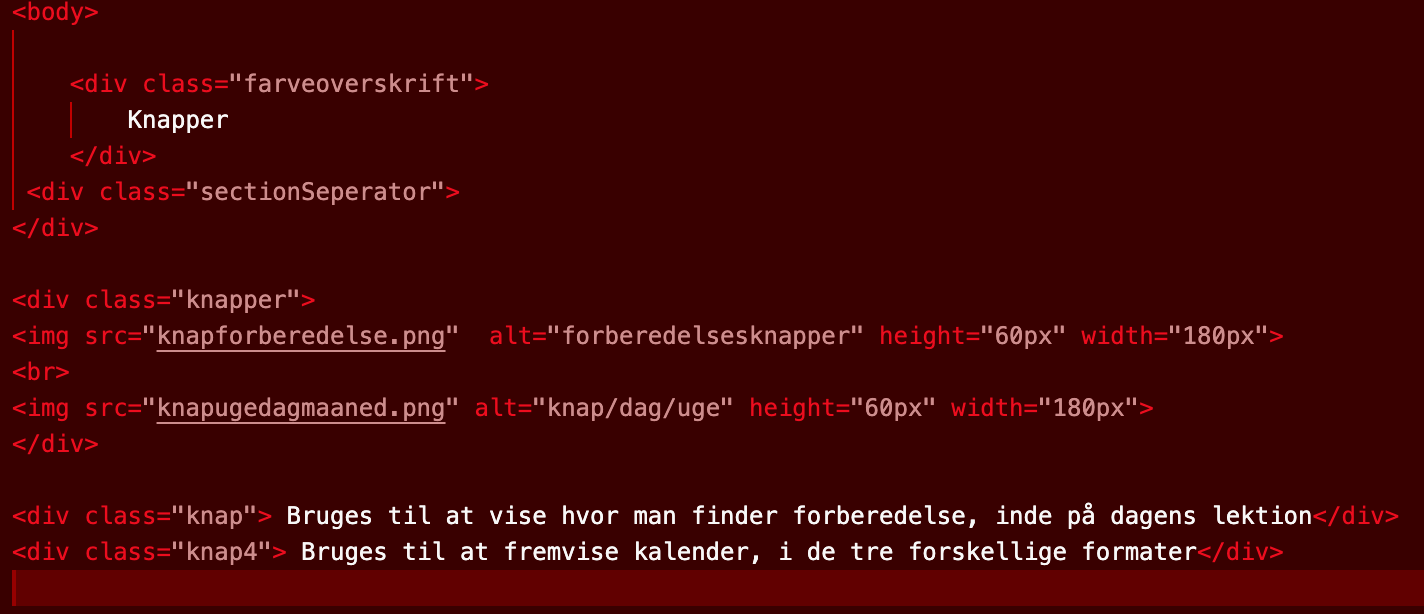 <body>
<div class="farveoverskrift">
Knapper
</div>
<div class="sectionSeperator">
</div>
<div class="knapper">
<img src="knapforberedelse.png"  alt="forberedelsesknapper" height="60px" width="180px">
<br>
<img src="knapugedagmaaned.png" alt="knap/dag/uge" height="60px" width="180px">
</div>
<div class="knap"> Bruges til at vise hvor man finder forberedelse, inde på dagens lektion</div>
<div class="knap4"> Bruges til at fremvise kalender, i de tre forskellige formater</div>